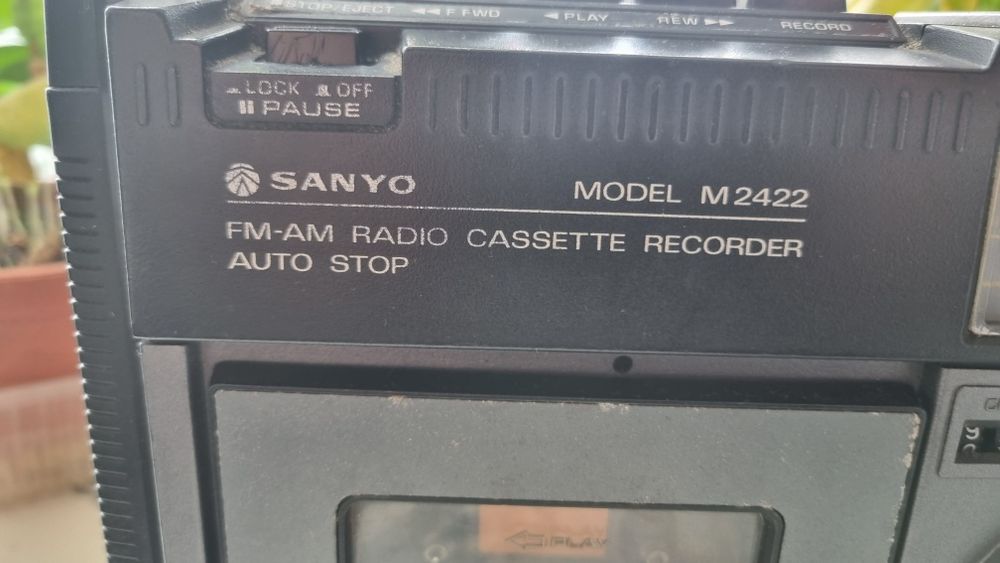 STOP/EJECT ◀◀ F.FWD ◀ PLAY REW ▶▶ RECORD
LOCK OFF
PAUSE
SANYO MODEL M2422
FM-AM RADIO CASSETTE RECORDER
AUTO STOP
PLAY